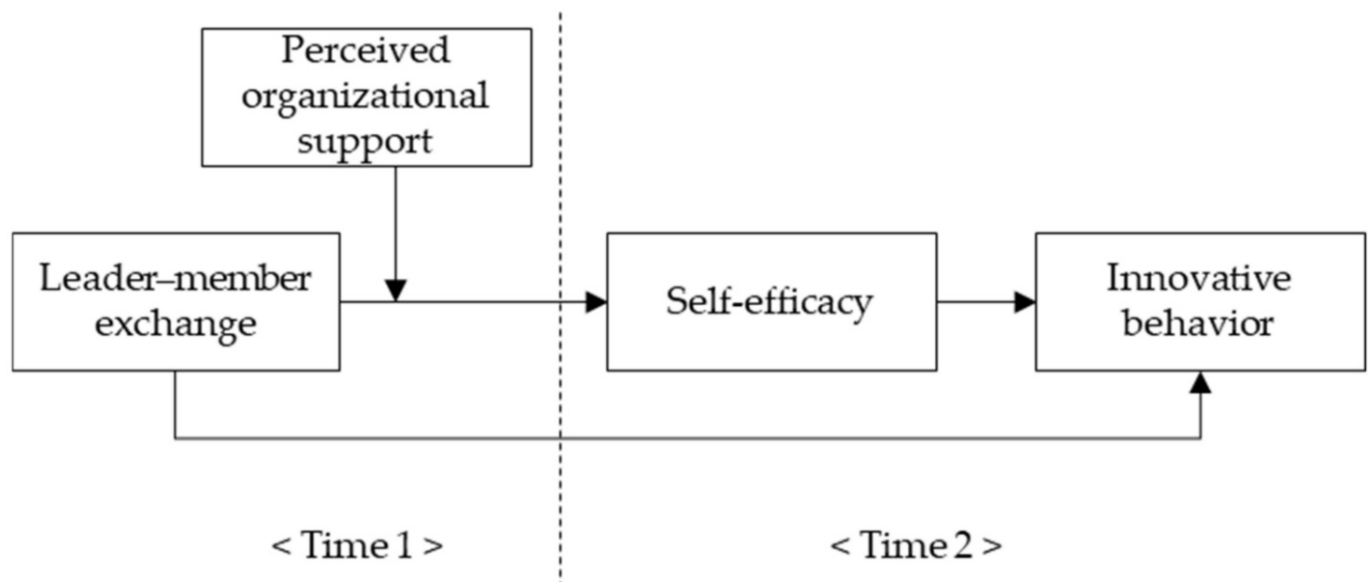 Perceived
organizational
support
Leader–member
exchange
Self-efficacy
Innovative
behavior
< Time 1 >
< Time 2 >